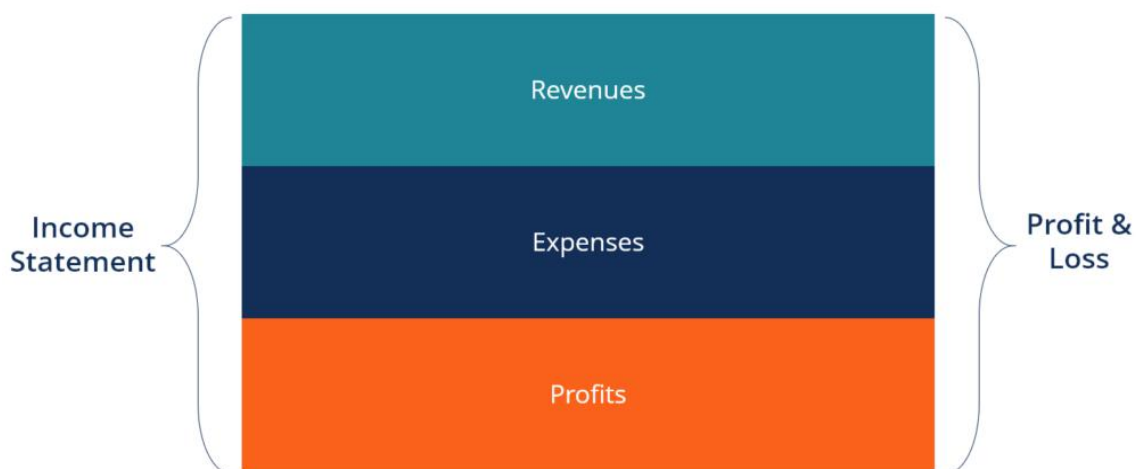 Revenues
Income
Statement
Expenses
Profit &
Loss
Profits